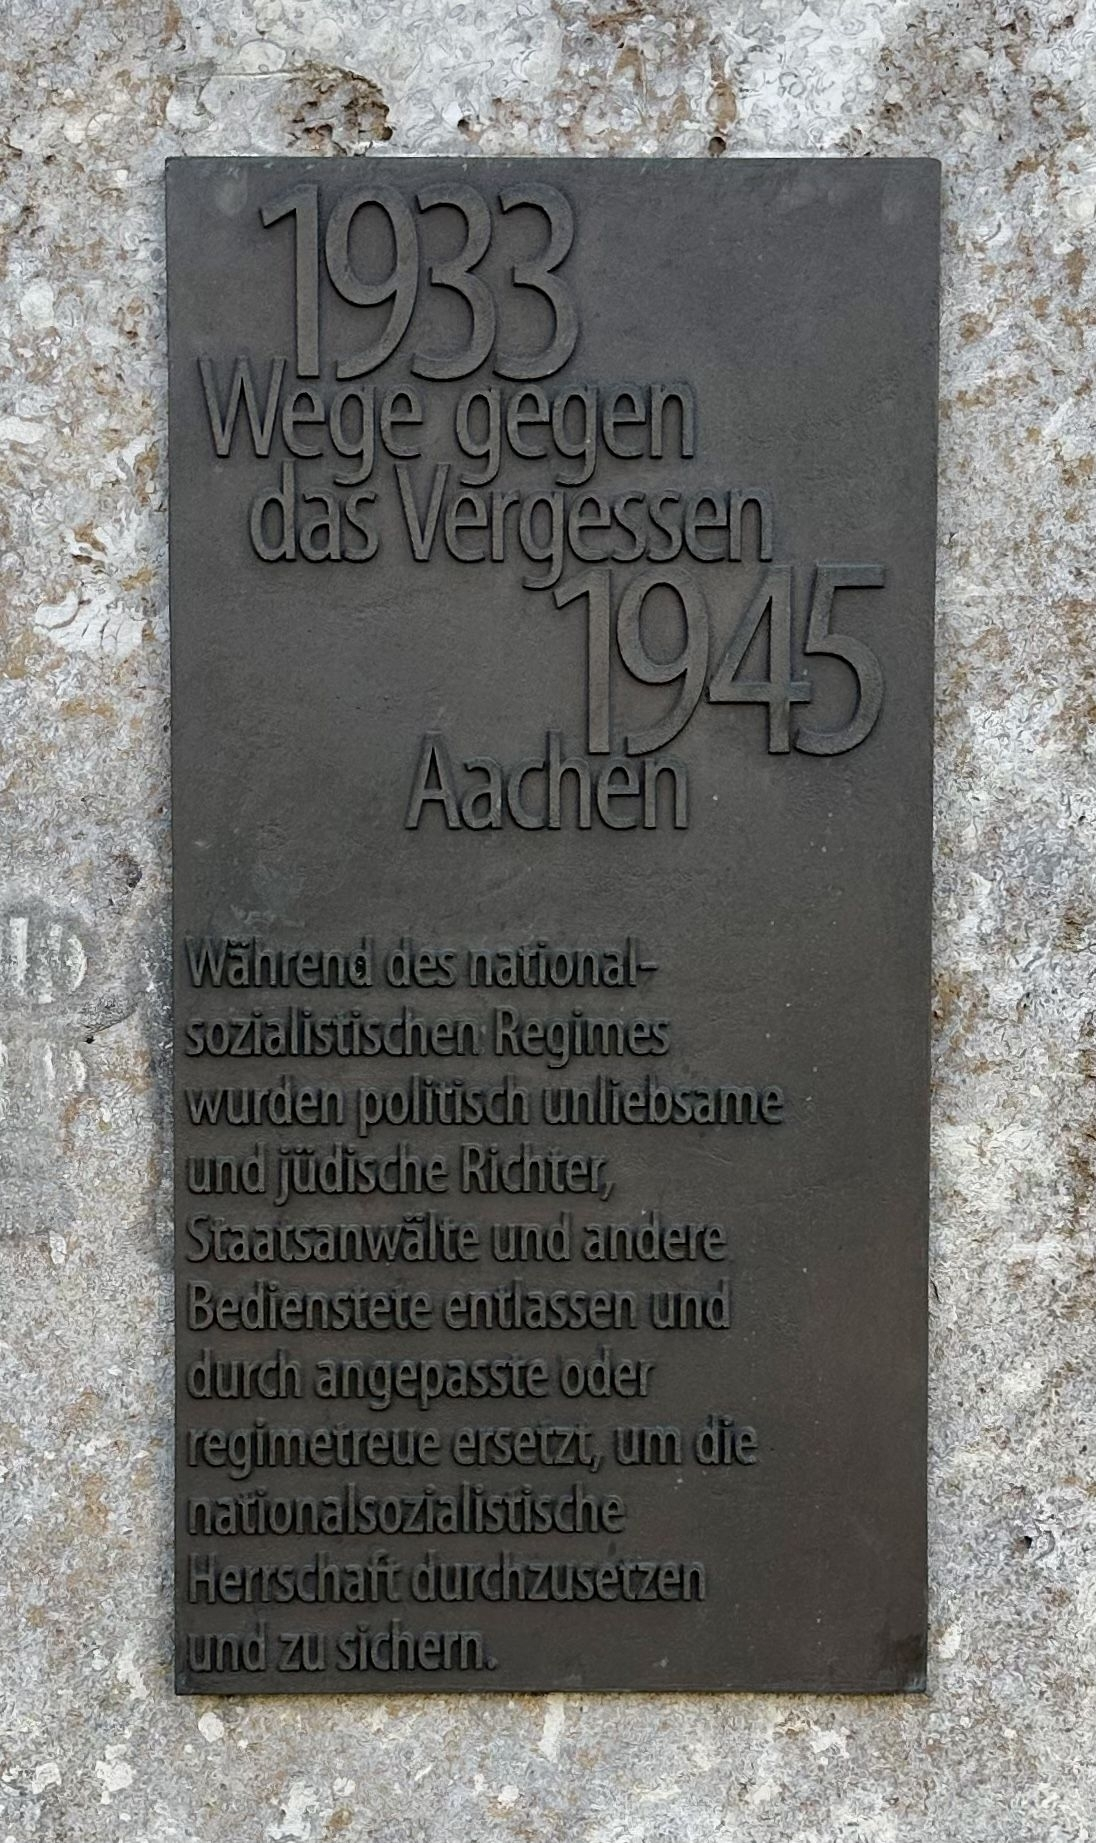 1933
Wege gegen
das Vergessen
1945
Aachen
Während des national-
sozialistischen Regimes
wurden politisch unliebsame
und jüdische Richter,
Staatsanwälte und andere
Bedienstete entlassen und
durch angepasste oder
regimetreue ersetzt, um die
nationalsozialistische
Herrschaft durchzusetzen
und zu sichern.